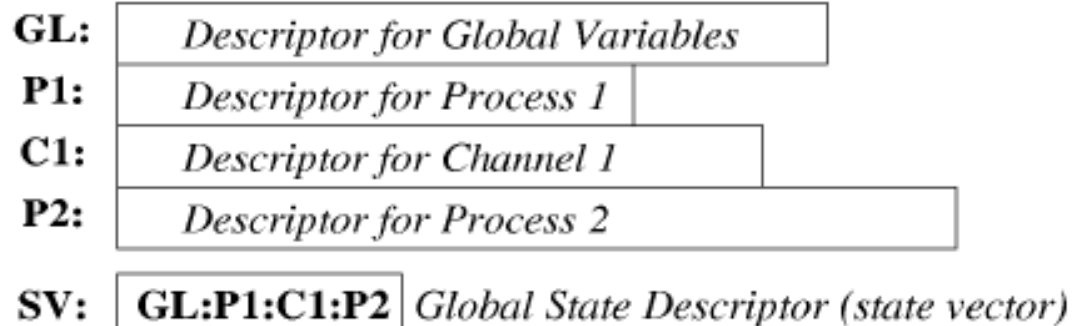 GL: Descriptor for Global Variables
P1: Descriptor for Process 1
C1: Descriptor for Channel 1
P2: Descriptor for Process 2
SV: GL:P1:C1:P2 Global State Descriptor (state vector)